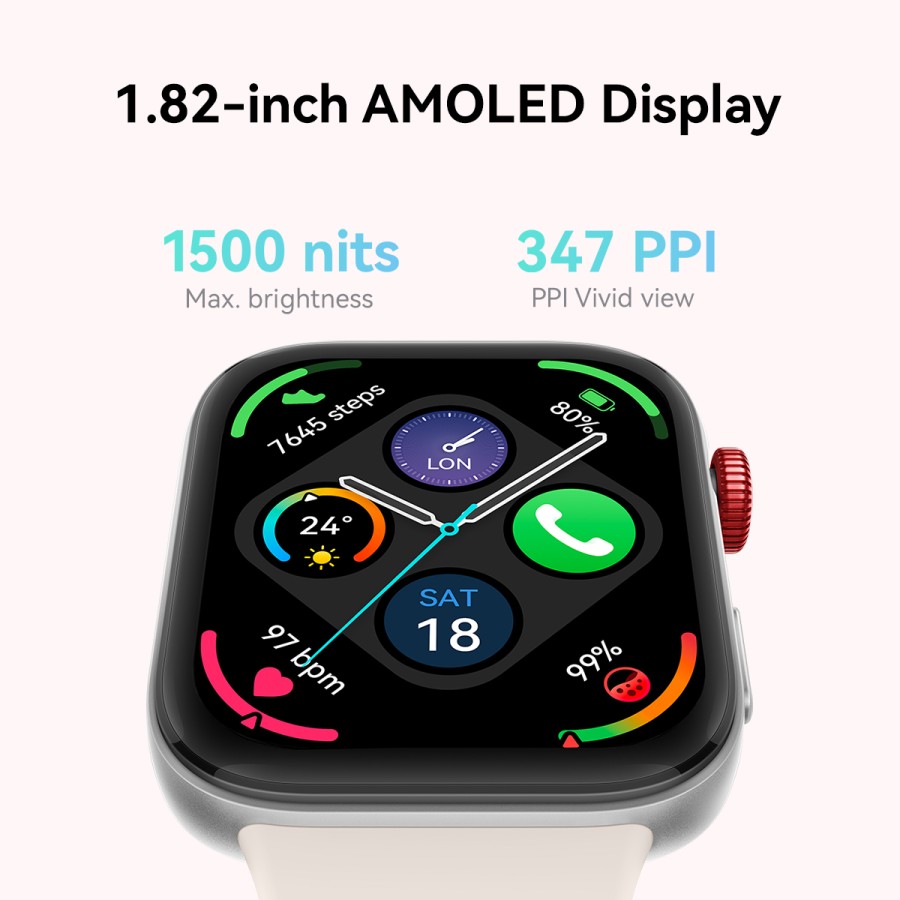 1.82-inch AMOLED Display
1500 nits
Max. brightness
347 PPI
PPI Vivid view
7645 steps
80%
LON
24°
SAT
18
97 bpm
99%